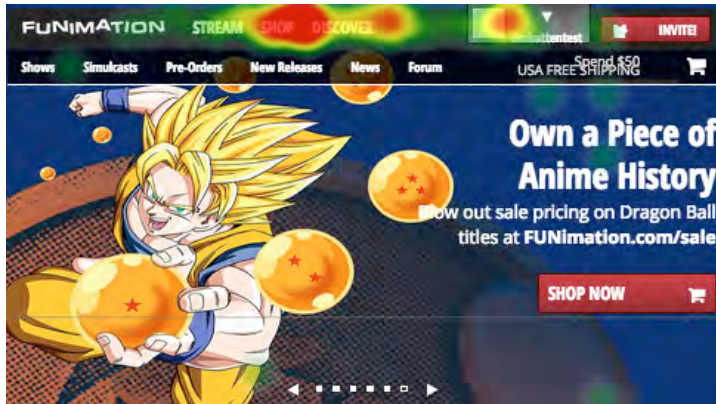 FUNIMATION STREAM SHOP DISCOVER INVITE!
Shows Simulcasts Pre-Orders New Releases News Forum
Spend $50
USA FREE SHIPPING
Own a Piece of
Anime History
Blow out sale pricing on Dragon Ball
titles at FUNimation.com/sale
SHOP NOW